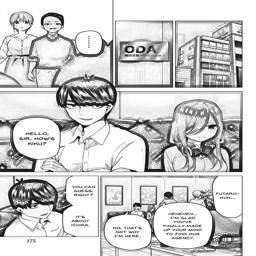 ODA
......
HELLO,
SIR. HOW'S
KIKU?
FUTARO-
KUN...
HEHEHEH...
I'M GLAD
YOU'VE
FINALLY
MADE UP
YOUR MIND
TO JOIN OUR
AGENCY.
NO, THAT'S
NOT WHY
I'M HERE.
YOU CAN
GUESS,
RIGHT?
IT'S
ABOUT
ICHIKA.
175